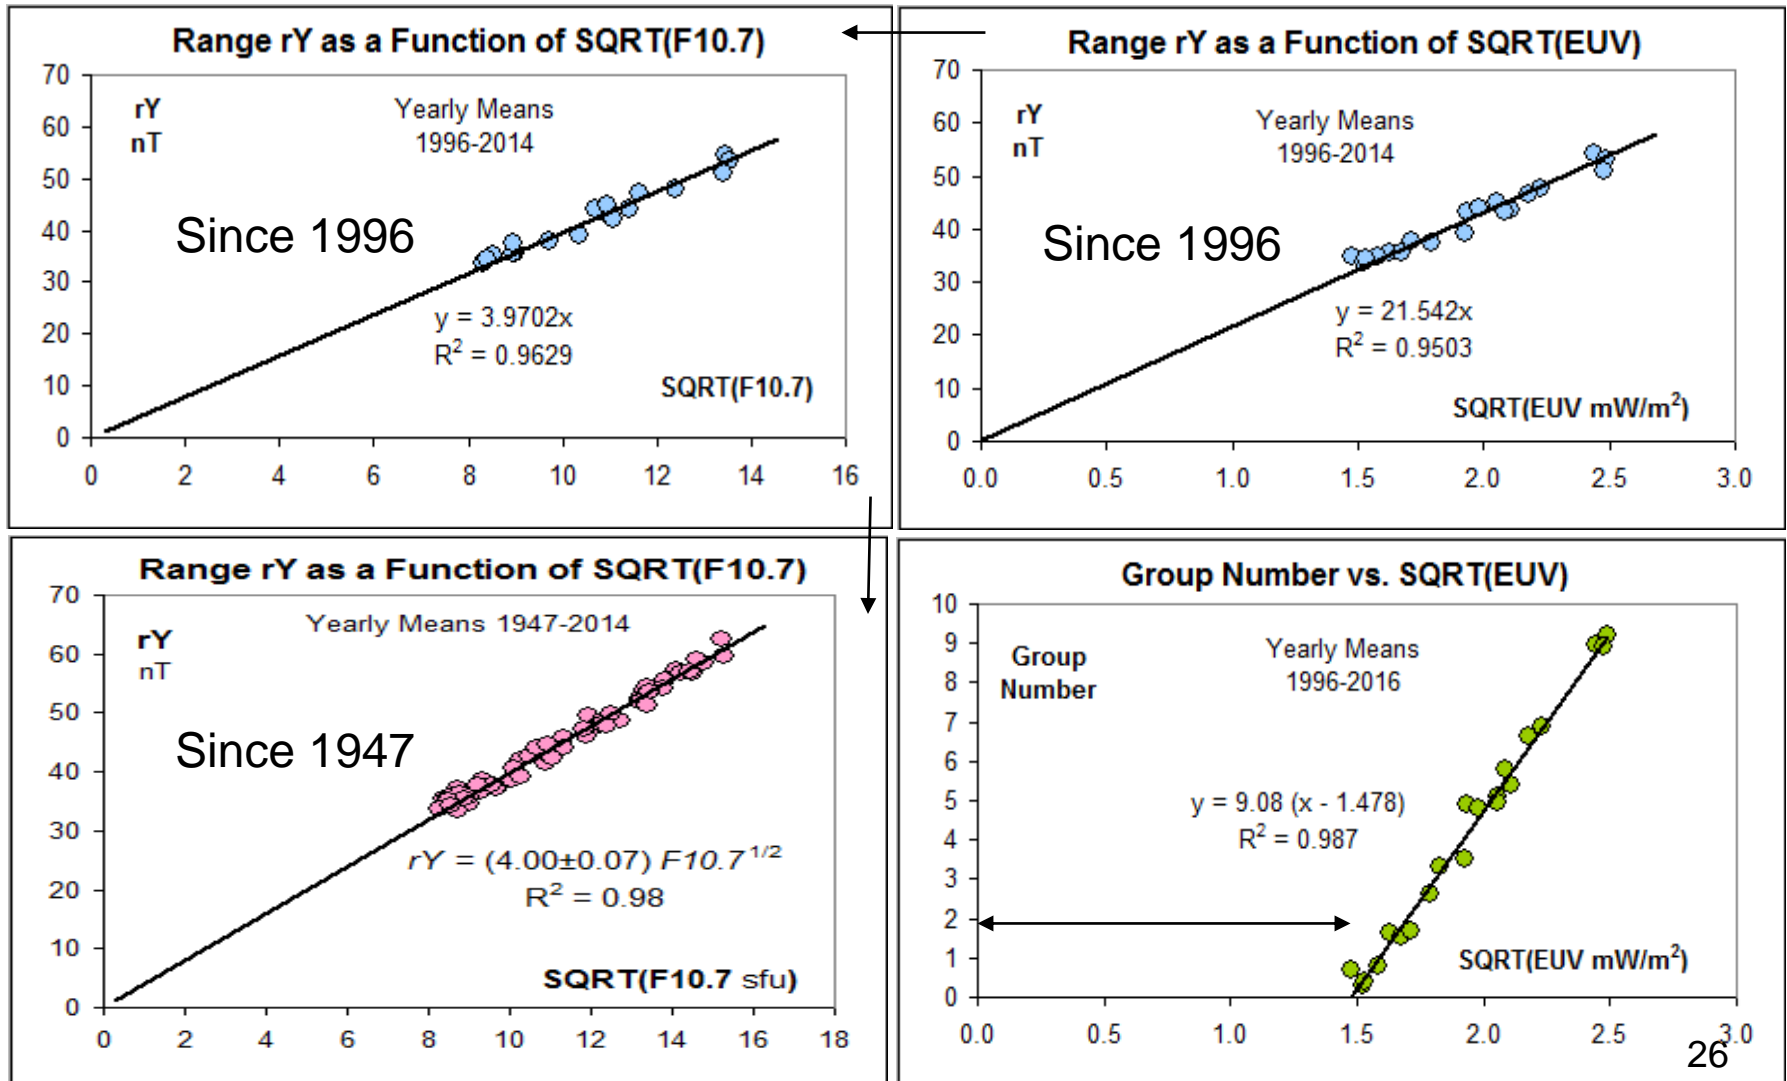 Range rY as a Function of SQRT(F10.7)
70
60
50
40
30
20
10
0
rY
nT
Yearly Means
1996-2014
Since 1996
y = 3.9702x
R² = 0.9629
SQRT(F10.7)
0 2 4 6 8 10 12 14 16
Range rY as a Function of SQRT(EUV)
70
60
50
40
30
20
10
0
rY
nT
Yearly Means
1996-2014
Since 1996
y = 21.542x
R² = 0.9503
SQRT(EUV mW/m²)
0.0 0.5 1.0 1.5 2.0 2.5 3.0
Range rY as a Function of SQRT(F10.7)
70
60
50
40
30
20
10
0
rY
nT
Yearly Means 1947-2014
Since 1947
rY = (4.00±0.07) F10.7^1/2
R² = 0.98
SQRT(F10.7 sfu)
0 2 4 6 8 10 12 14 16 18
Group Number vs. SQRT(EUV)
10
9
8
7
6
5
4
3
2
1
0
Group
Number
Yearly Means
1996-2016
y = 9.08 (x - 1.478)
R² = 0.987
SQRT(EUV mW/m²)
0.0 0.5 1.0 1.5 2.0 2.5 3.0
26